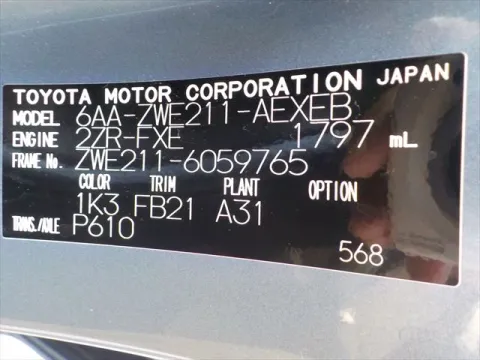 TOYOTA MOTOR CORPORATION JAPAN
MODEL 6AA-ZWE211-AEXEB
ENGINE 2ZR-FXE 1797 mL
FRAME No. ZWE211-6059765
COLOR TRIM PLANT OPTION
1K3 FB21 A31
TRANS./AXLE P610
568